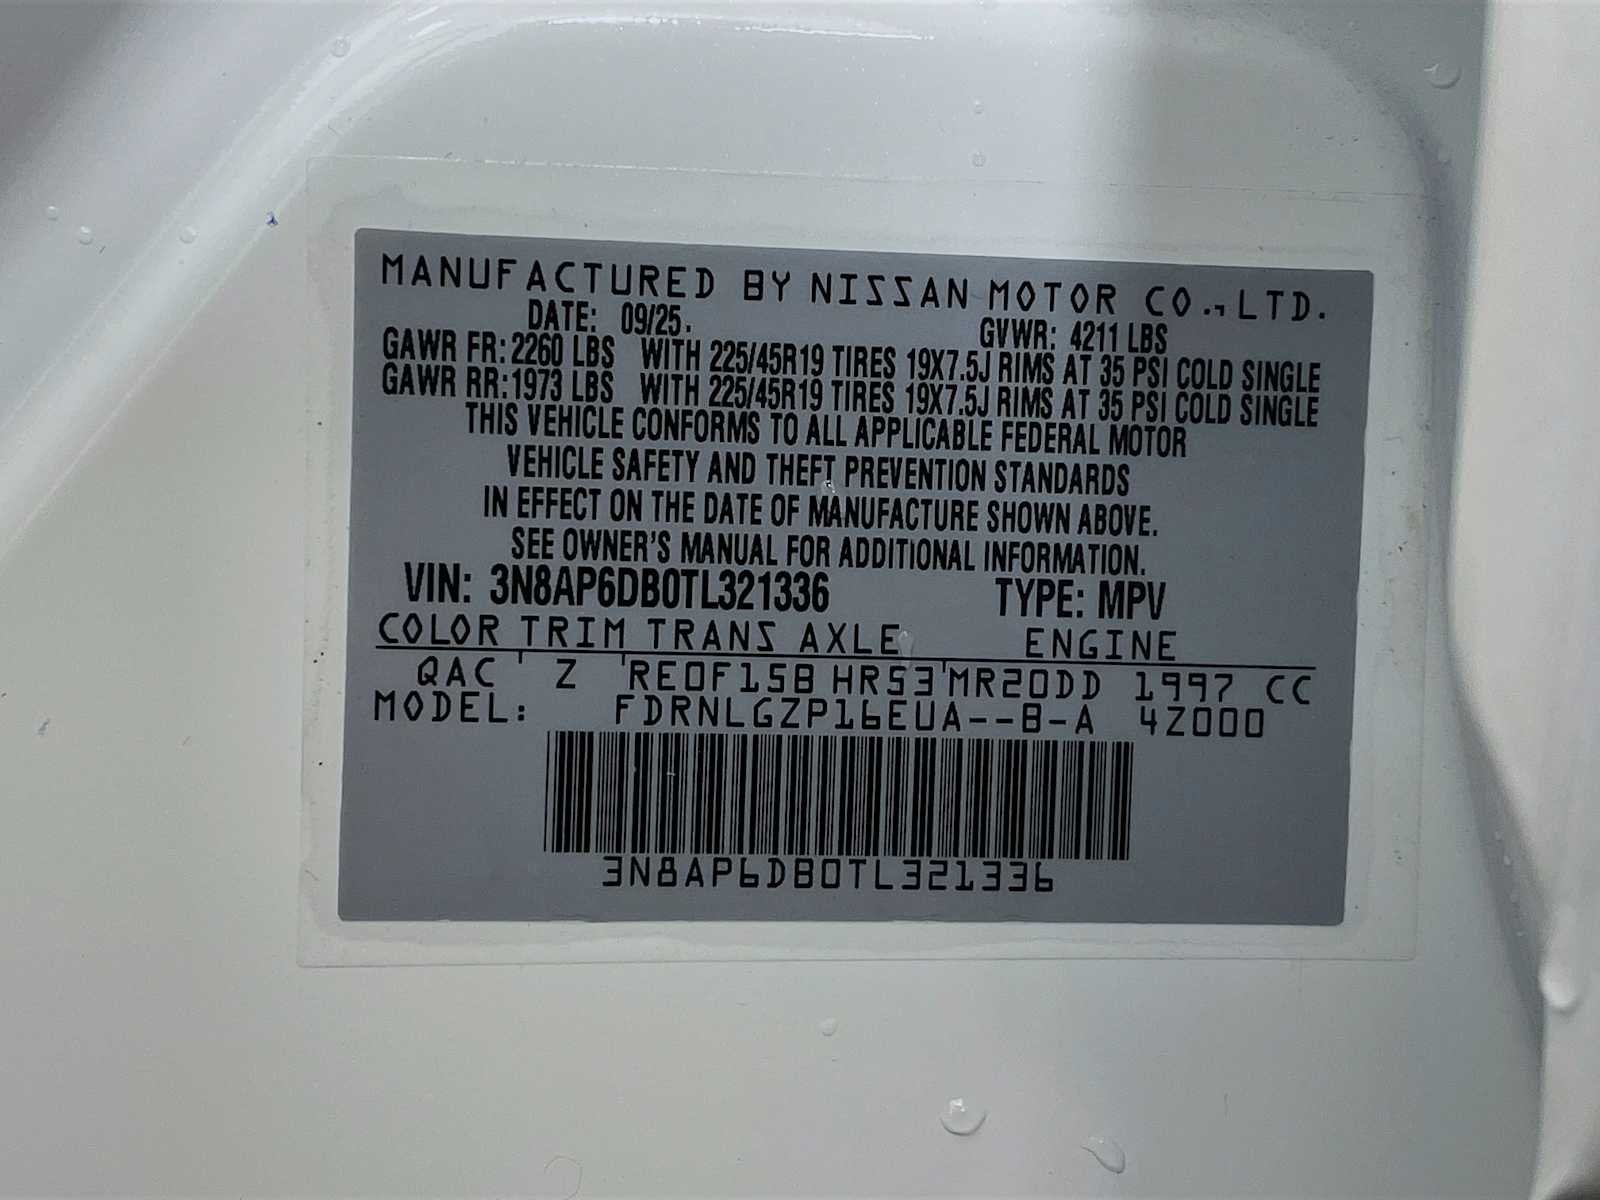 MANUFACTURED BY NISSAN MOTOR CO., LTD.
DATE: 09/25. GVWR: 4211 LBS
GAWR FR: 2260 LBS WITH 225/45R19 TIRES 19X7.5J RIMS AT 35 PSI COLD SINGLE
GAWR RR: 1973 LBS WITH 225/45R19 TIRES 19X7.5J RIMS AT 35 PSI COLD SINGLE
THIS VEHICLE CONFORMS TO ALL APPLICABLE FEDERAL MOTOR
VEHICLE SAFETY AND THEFT PREVENTION STANDARDS
IN EFFECT ON THE DATE OF MANUFACTURE SHOWN ABOVE.
SEE OWNER'S MANUAL FOR ADDITIONAL INFORMATION.
VIN: 3N8AP6DB0TL321336 TYPE: MPV
COLOR TRIM TRANS AXLE ENGINE
QAC Z RE0F15B HR53 MR20DD 1997 CC
MODEL: FDRNLGZP16EUA--B-A 4Z000
3N8AP6DB0TL321336